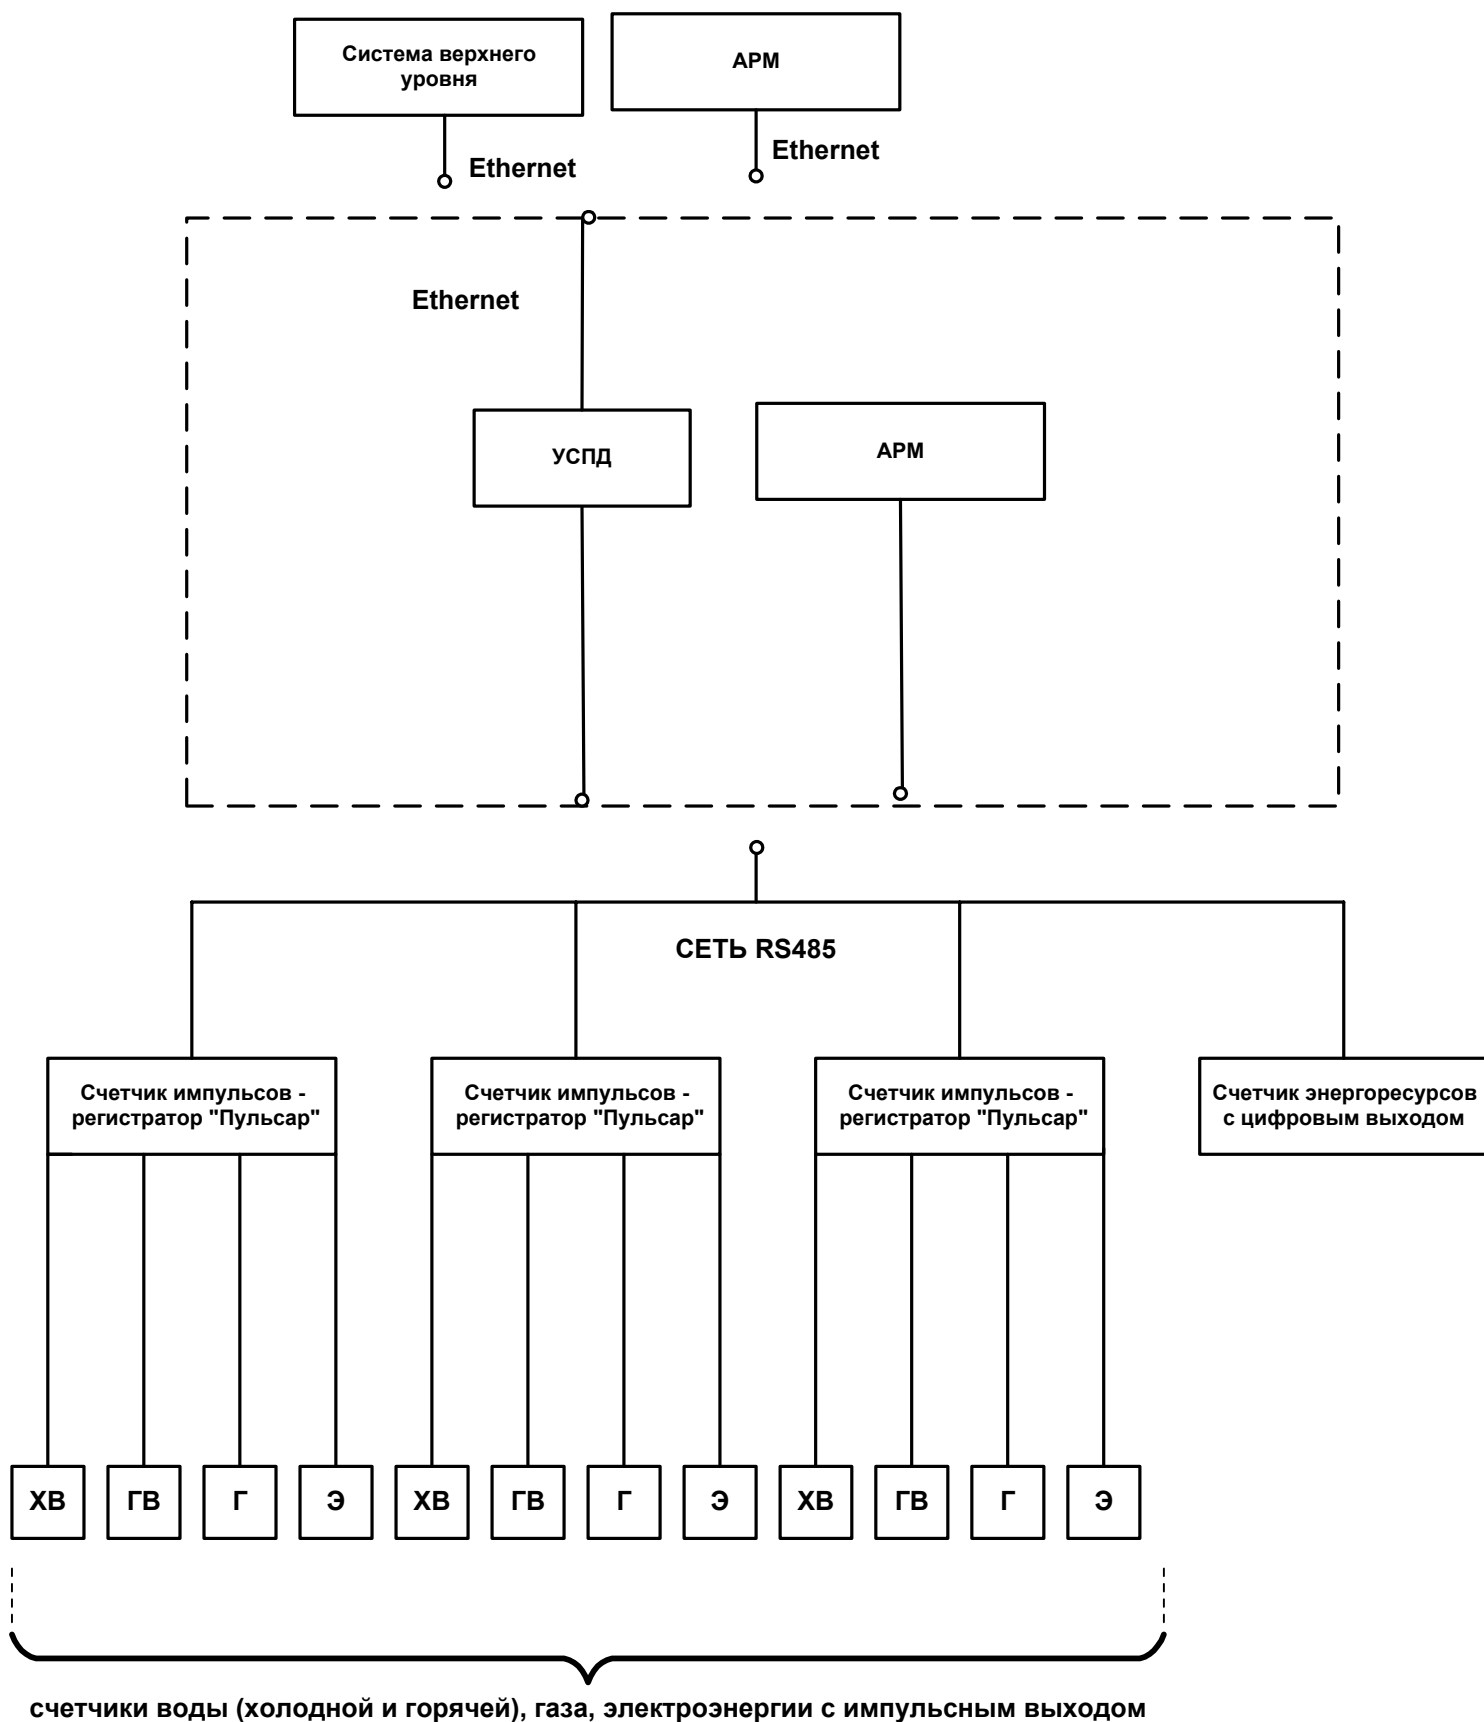 Система верхнего
уровня
АРМ
Ethernet
Ethernet
Ethernet
УСПД
АРМ
СЕТЬ RS485
Счетчик импульсов -
регистратор "Пульсар"
Счетчик импульсов -
регистратор "Пульсар"
Счетчик импульсов -
регистратор "Пульсар"
Счетчик энергоресурсов
с цифровым выходом
ХВ
ГВ
Г
Э
ХВ
ГВ
Г
Э
ХВ
ГВ
Г
Э
счетчики воды (холодной и горячей), газа, электроэнергии с импульсным выходом